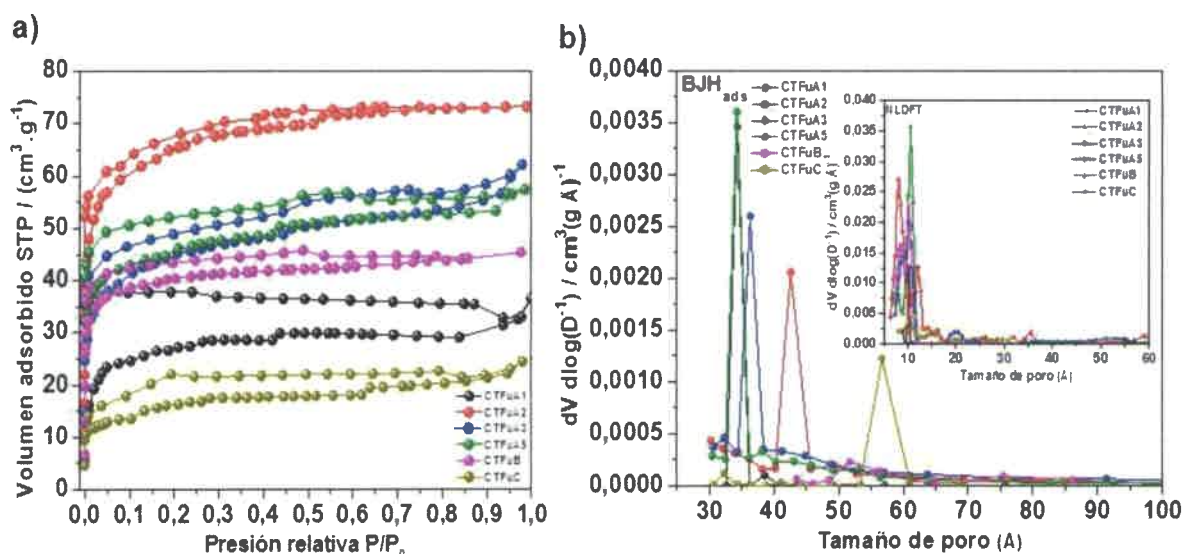 a)
Volumen adsorbido STP / (cm³.g⁻¹)
80
70
60
50
40
30
20
10
0
0,0 0,1 0,2 0,3 0,4 0,5 0,6 0,7 0,8 0,9 1,0
Presión relativa P/P₀
CTFuA1
CTFuA2
CTFuA3
CTFuA5
CTFuB
CTFuC
b)
dV dlog(D⁻¹) / cm³(g Å)⁻¹
0,0040
0,0035
0,0030
0,0025
0,0020
0,0015
0,0010
0,0005
0,0000
30 40 50 60 70 80 90 100
Tamaño de poro (Å)
BJH ads
CTFuA1
CTFuA2
CTFuA3
CTFuA5
CTFuB
CTFuC
NLDFT
dV dlog(D⁻¹) / cm³(g Å)⁻¹
0.040
0.035
0.030
0.025
0.020
0.015
0.010
0.005
0.000
10 20 30 40 50 60
Tamaño de poro (Å)
CTFuA1
CTFuA2
CTFuA3
CTFuA5
CTFuB
CTFuC